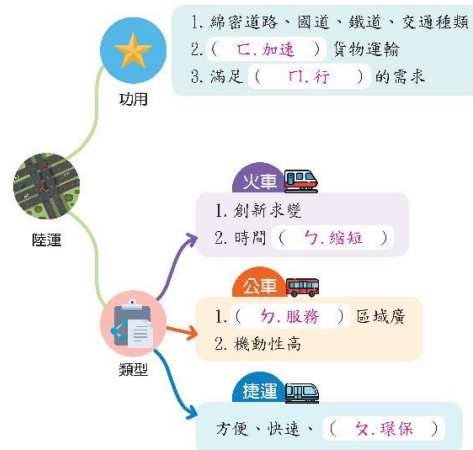 1. 綿密道路、國道、鐵道、交通種類
2.( ㄈ.加速 )貨物運輸
3. 滿足( ㄇ.行 )的需求
功用
陸運
火車
1. 創新求變
2. 時間( ㄅ.縮短 )
公車
1.( ㄉ.服務 )區域廣
2. 機動性高
類型
捷運
方便、快速、( ㄆ.環保 )